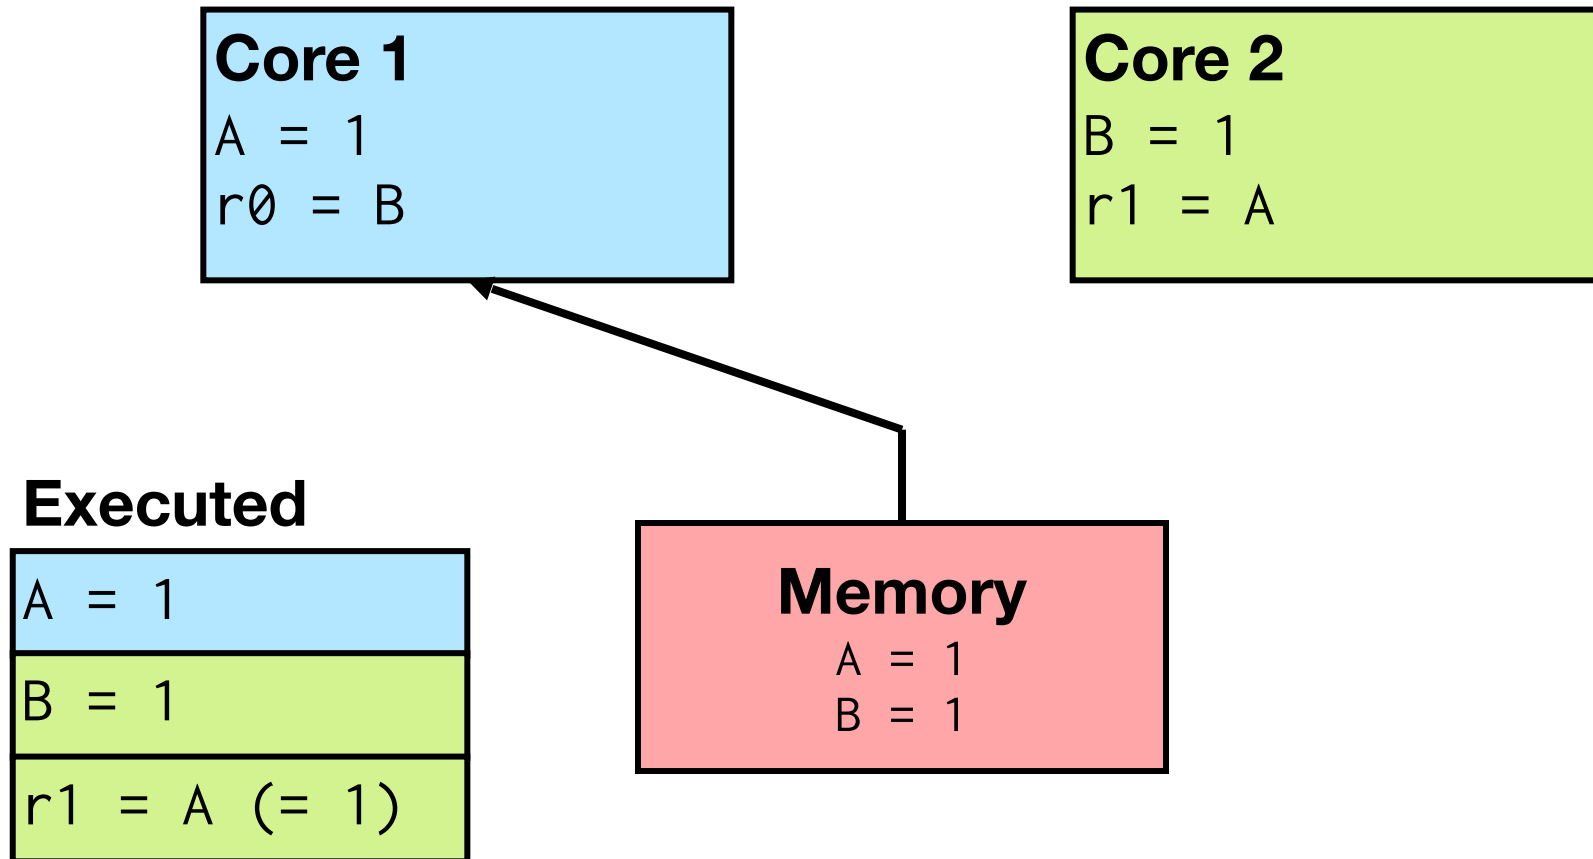 Core 1
A = 1
r0 = B
Core 2
B = 1
r1 = A
Executed
A = 1
B = 1
r1 = A (= 1)
Memory
A = 1
B = 1